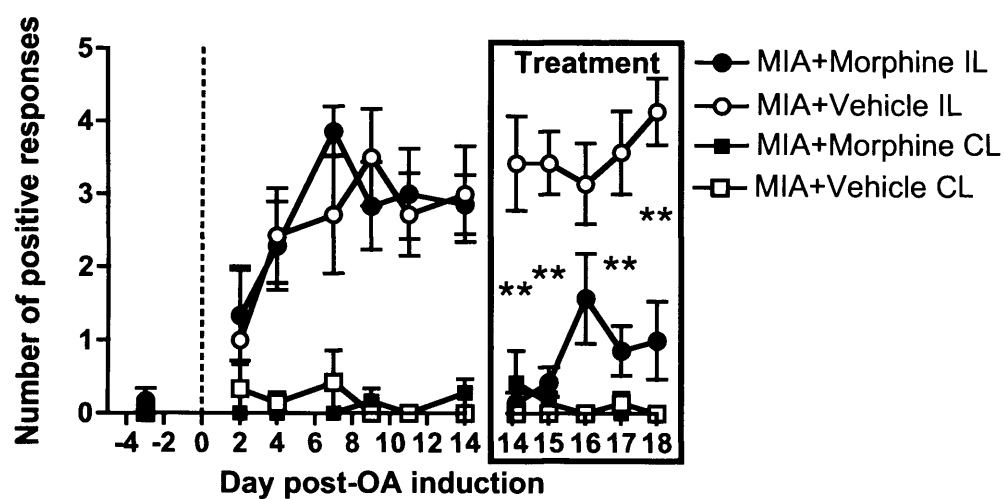 Number of positive responses
5
4
3
2
1
0
-4 -2 0 2 4 6 8 10 12 14
Day post-OA induction
Treatment
**
**
**
**
14 15 16 17 18
MIA+Morphine IL
MIA+Vehicle IL
MIA+Morphine CL
MIA+Vehicle CL